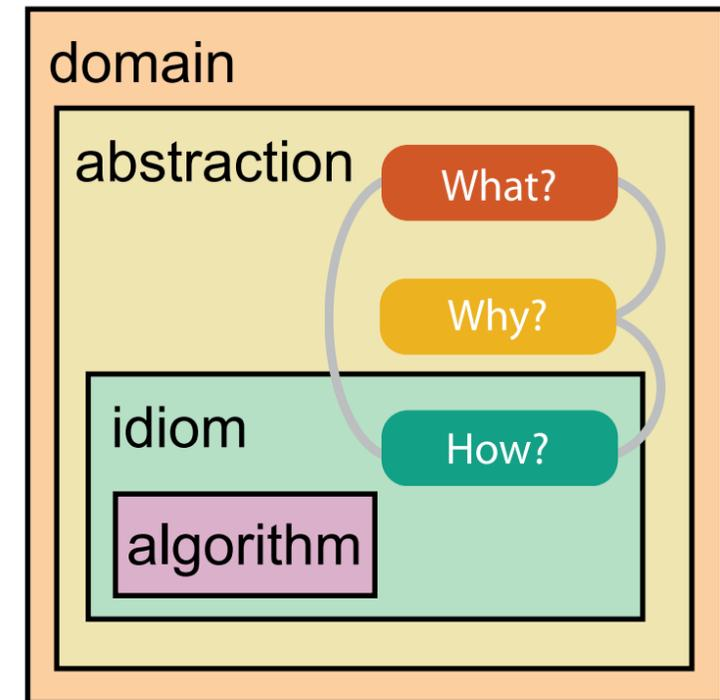 domain
abstraction
What?
Why?
idiom
How?
algorithm